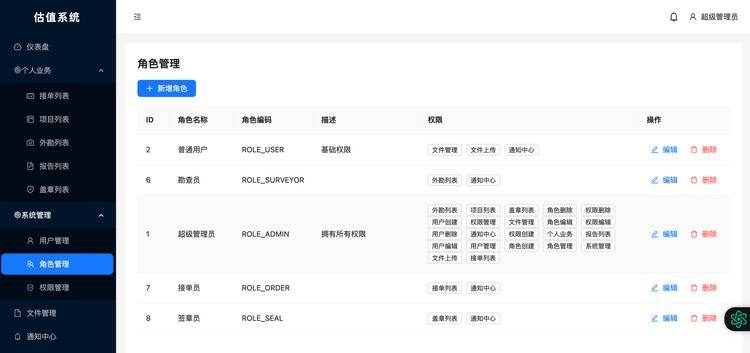 估值系统
超级管理员
仪表盘
个人业务
接单列表
项目列表
外勘列表
报告列表
盖章列表
系统管理
用户管理
角色管理
权限管理
文件管理
通知中心
角色管理
+ 新增角色
ID 角色名称 角色编码 描述 权限 操作
2 普通用户 ROLE_USER 基础权限 文件管理 文件上传 通知中心 编辑 删除
6 勘查员 ROLE_SURVEYOR 外勘列表 通知中心 编辑 删除
外勘列表 项目列表 盖章列表 角色删除 权限删除
用户创建 权限管理 文件管理 角色编辑 权限编辑
1 超级管理员 ROLE_ADMIN 拥有所有权限 用户删除 通知中心 权限创建 个人业务 报告列表 编辑 删除
用户编辑 用户管理 角色创建 角色管理 系统管理
文件上传 接单列表
7 接单员 ROLE_ORDER 接单列表 通知中心 编辑 删除
8 签章员 ROLE_SEAL 盖章列表 通知中心 编辑 删除